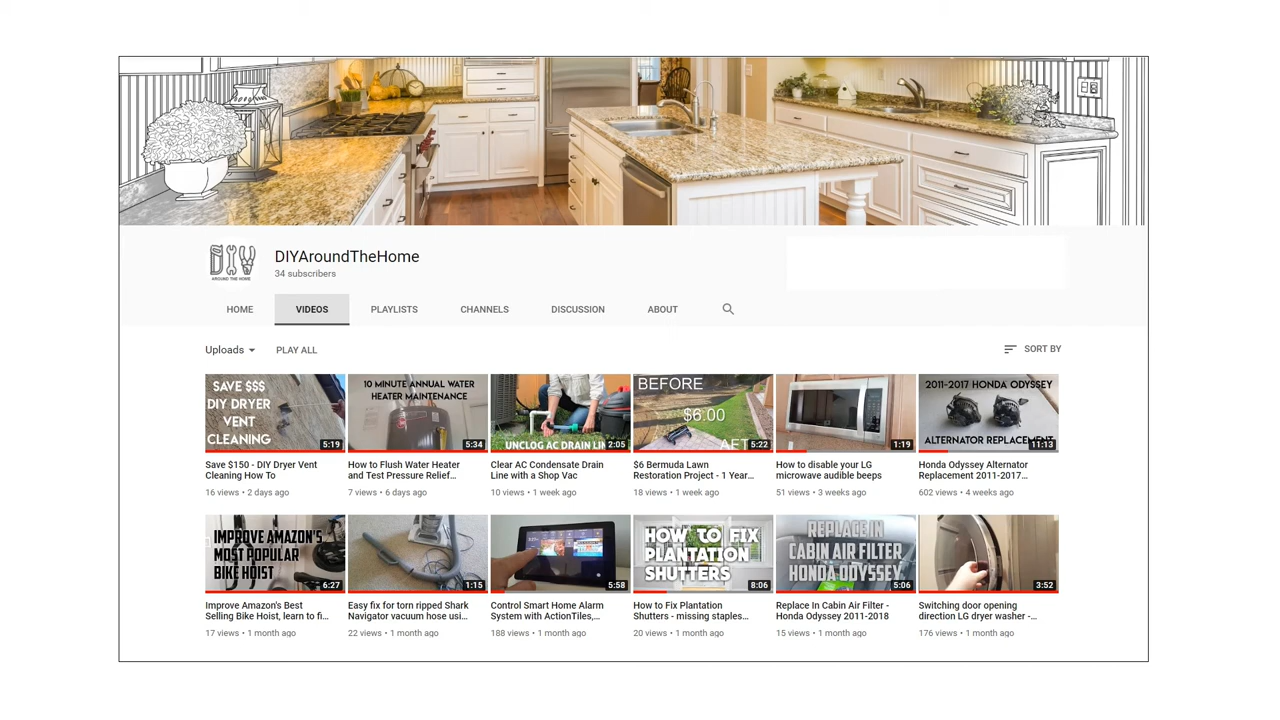 DIY
AROUND THE HOME
DIYAroundTheHome
34 subscribers
HOME VIDEOS PLAYLISTS CHANNELS DISCUSSION ABOUT
Uploads PLAY ALL SORT BY
SAVE $$$
DIY DRYER
VENT
CLEANING
5:19
10 MINUTE ANNUAL WATER
HEATER MAINTENANCE
5:34
UNCLOG AC DRAIN
2:05
BEFORE
$6.00
5:22
1:19
2011-2017 HONDA ODYSSEY
ALTERNATOR REPLACEMENT
11:13
Save $150 - DIY Dryer Vent
Cleaning How To
16 views • 2 days ago
How to Flush Water Heater
and Test Pressure Relief...
7 views • 6 days ago
Clear AC Condensate Drain
Line with a Shop Vac
10 views • 1 week ago
$6 Bermuda Lawn
Restoration Project - 1 Year...
18 views • 1 week ago
How to disable your LG
microwave audible beeps
51 views • 3 weeks ago
Honda Odyssey Alternator
Replacement 2011-2017...
602 views • 4 weeks ago
IMPROVE AMAZON'S
MOST POPULAR
BIKE HOIST
6:27
1:15
5:58
HOW TO FIX
PLANTATION
SHUTTERS
8:06
REPLACE IN
CABIN AIR FILTER
HONDA ODYSSEY
5:06
3:52
Improve Amazon's Best
Selling Bike Hoist, learn to fi...
17 views • 1 month ago
Easy fix for torn ripped Shark
Navigator vacuum hose usi...
22 views • 1 month ago
Control Smart Home Alarm
System with ActionTiles,...
188 views • 1 month ago
How to Fix Plantation
Shutters - missing staples...
20 views • 1 month ago
Replace In Cabin Air Filter -
Honda Odyssey 2011-2018
15 views • 1 month ago
Switching door opening
direction LG dryer washer -...
176 views • 1 month ago